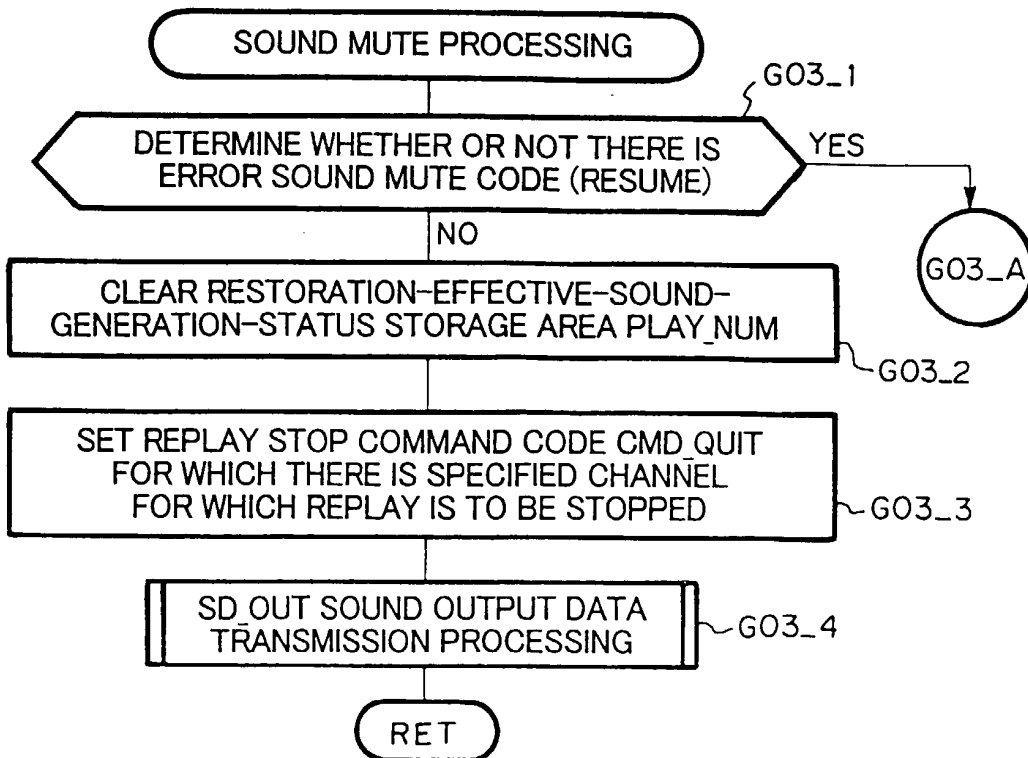 SOUND MUTE PROCESSING
G03_1
DETERMINE WHETHER OR NOT THERE IS
ERROR SOUND MUTE CODE (RESUME)
YES
NO
G03_A
CLEAR RESTORATION-EFFECTIVE-SOUND-
GENERATION-STATUS STORAGE AREA PLAY_NUM
G03_2
SET REPLAY STOP COMMAND CODE CMD_QUIT
FOR WHICH THERE IS SPECIFIED CHANNEL
FOR WHICH REPLAY IS TO BE STOPPED
G03_3
SD_OUT SOUND OUTPUT DATA
TRANSMISSION PROCESSING
G03_4
RET